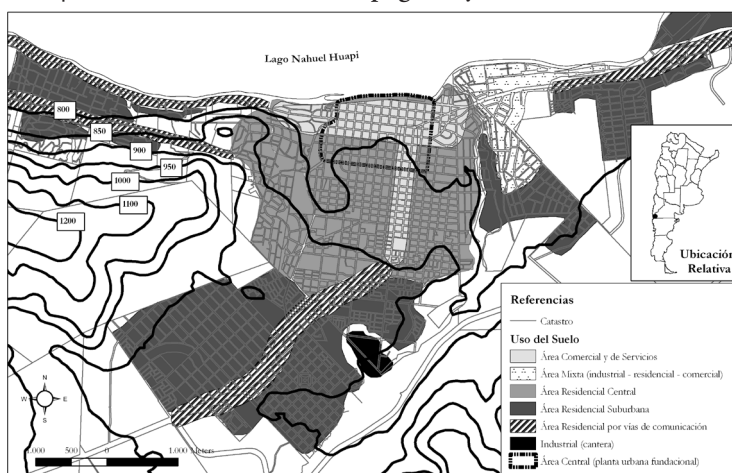 Lago Nahuel Huapi
800
850
900
950
1000
1100
1200
Ubicación
Relativa
Referencias
Catastro
Uso del Suelo
Área Comercial y de Servicios
Área Mixta (industrial - residencial - comercial)
Área Residencial Central
Área Residencial Suburbana
Área Residencial por vías de comunicación
Industrial (cantera)
Área Central (planta urbana fundacional)
N
W E
S
500 0 1.000 Meters